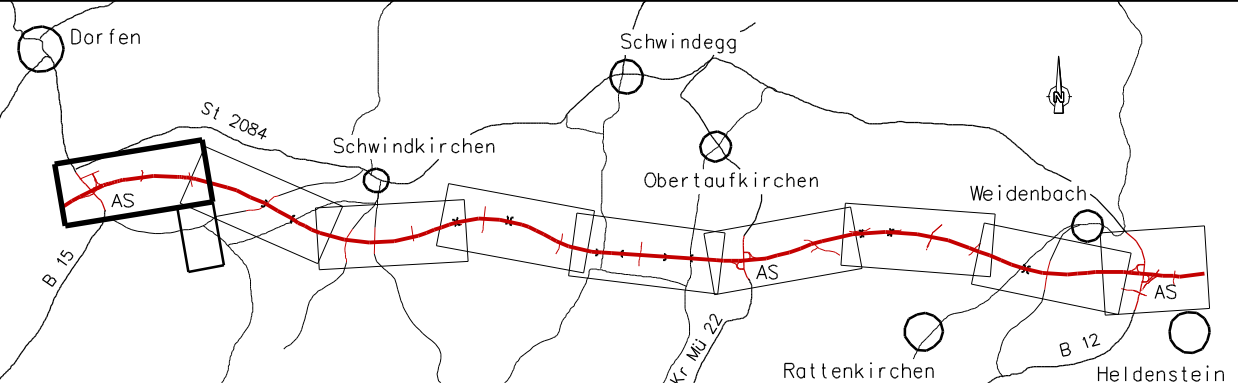 Dorfen
Schwindegg
St 2084
N
Schwindkirchen
Obertaufkirchen
Weidenbach
AS
B 15
AS
AS
Kr Mü 22
B 12
Rattenkirchen
Heldenstein